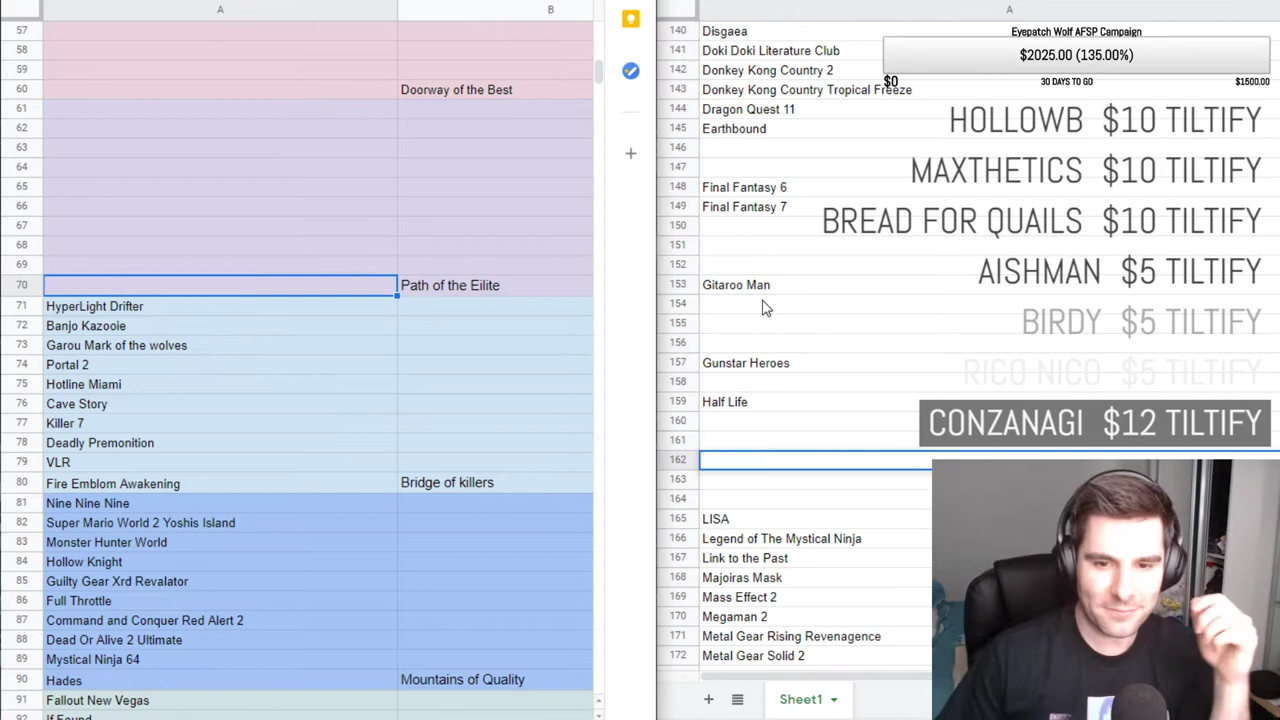 A
B
57
58
59
60
Doorway of the Best
61
62
63
64
65
66
67
68
69
70
Path of the Eilite
71
HyperLight Drifter
72
Banjo Kazooie
73
Garou Mark of the wolves
74
Portal 2
75
Hotline Miami
76
Cave Story
77
Killer 7
78
Deadly Premonition
79
VLR
80
Fire Emblom Awakening
Bridge of killers
81
Nine Nine Nine
82
Super Mario World 2 Yoshis Island
83
Monster Hunter World
84
Hollow Knight
85
Guilty Gear Xrd Revalator
86
Full Throttle
87
Command and Conquer Red Alert 2
88
Dead Or Alive 2 Ultimate
89
Mystical Ninja 64
90
Hades
Mountains of Quality
91
Fallout New Vegas
92
If Found
A
140
Disgaea
141
Doki Doki Literature Club
142
Donkey Kong Country 2
143
Donkey Kong Country Tropical Freeze
144
Dragon Quest 11
145
Earthbound
146
147
148
Final Fantasy 6
149
Final Fantasy 7
150
151
152
153
Gitaroo Man
154
155
156
157
Gunstar Heroes
158
159
Half Life
160
161
162
163
164
165
LISA
166
Legend of The Mystical Ninja
167
Link to the Past
168
Majoiras Mask
169
Mass Effect 2
170
Megaman 2
171
Metal Gear Rising Revenagence
172
Metal Gear Solid 2
Sheet1
Eyepatch Wolf AFSP Campaign
$2025.00 (135.00%)
$0
30 DAYS TO GO
$1500.00
HOLLOWB $10 TILTIFY
MAXTHETICS $10 TILTIFY
BREAD FOR QUAILS $10 TILTIFY
AISHMAN $5 TILTIFY
BIRDY $5 TILTIFY
RICO NICO $5 TILTIFY
CONZANAGI $12 TILTIFY